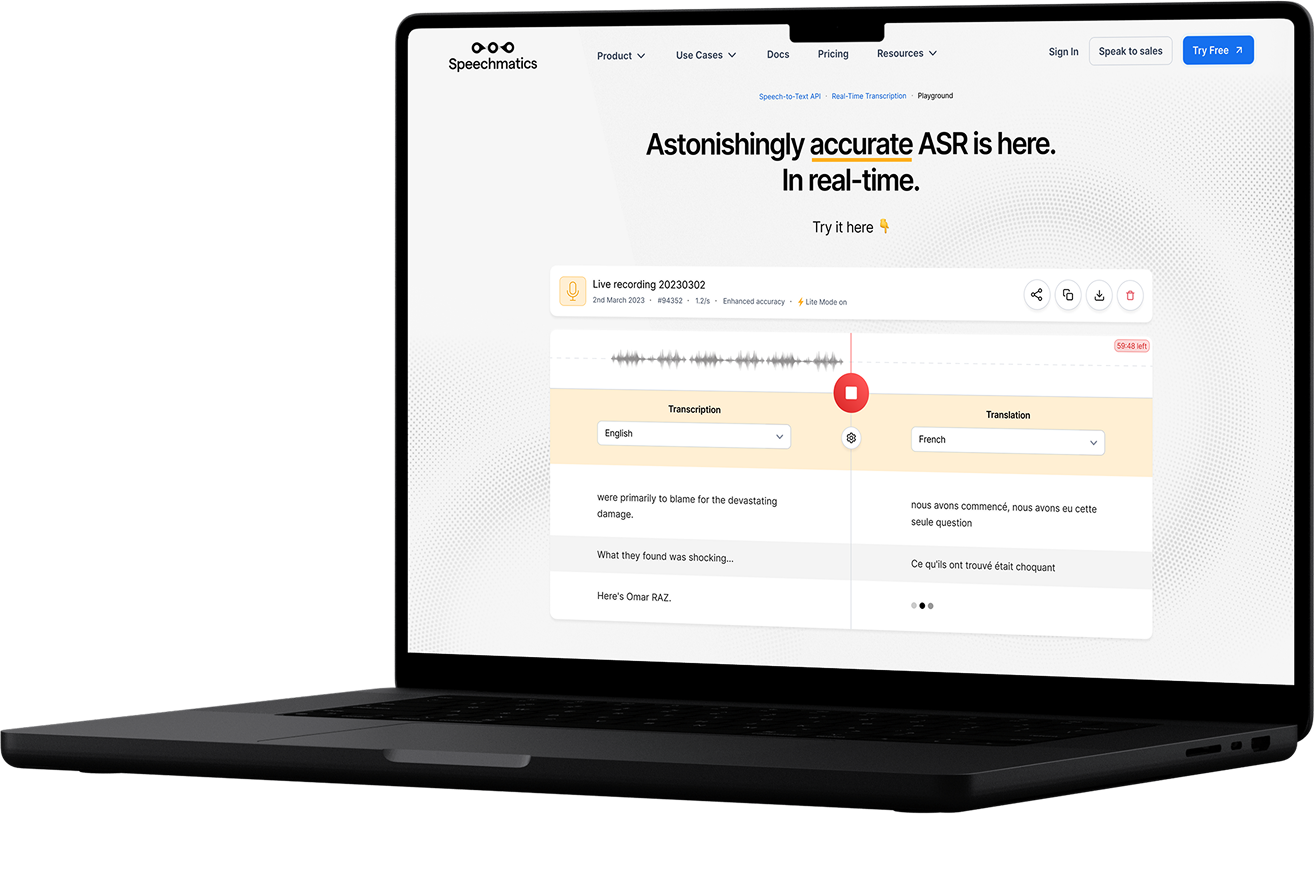 Speechmatics
Product
Use Cases
Docs
Pricing
Resources
Sign In
Speak to sales
Try Free
Speech-to-Text API · Real-Time Transcription · Playground
Astonishingly accurate ASR is here.
In real-time.
Try it here 👇
Live recording 20230302
2nd March 2023 · #94352 · 1.2/s · Enhanced accuracy · ⚡ Lite Mode on
59:48 left
Transcription
English
Translation
French
were primarily to blame for the devastating
damage.
nous avons commencé, nous avons eu cette
seule question
What they found was shocking...
Ce qu'ils ont trouvé était choquant
Here's Omar RAZ.